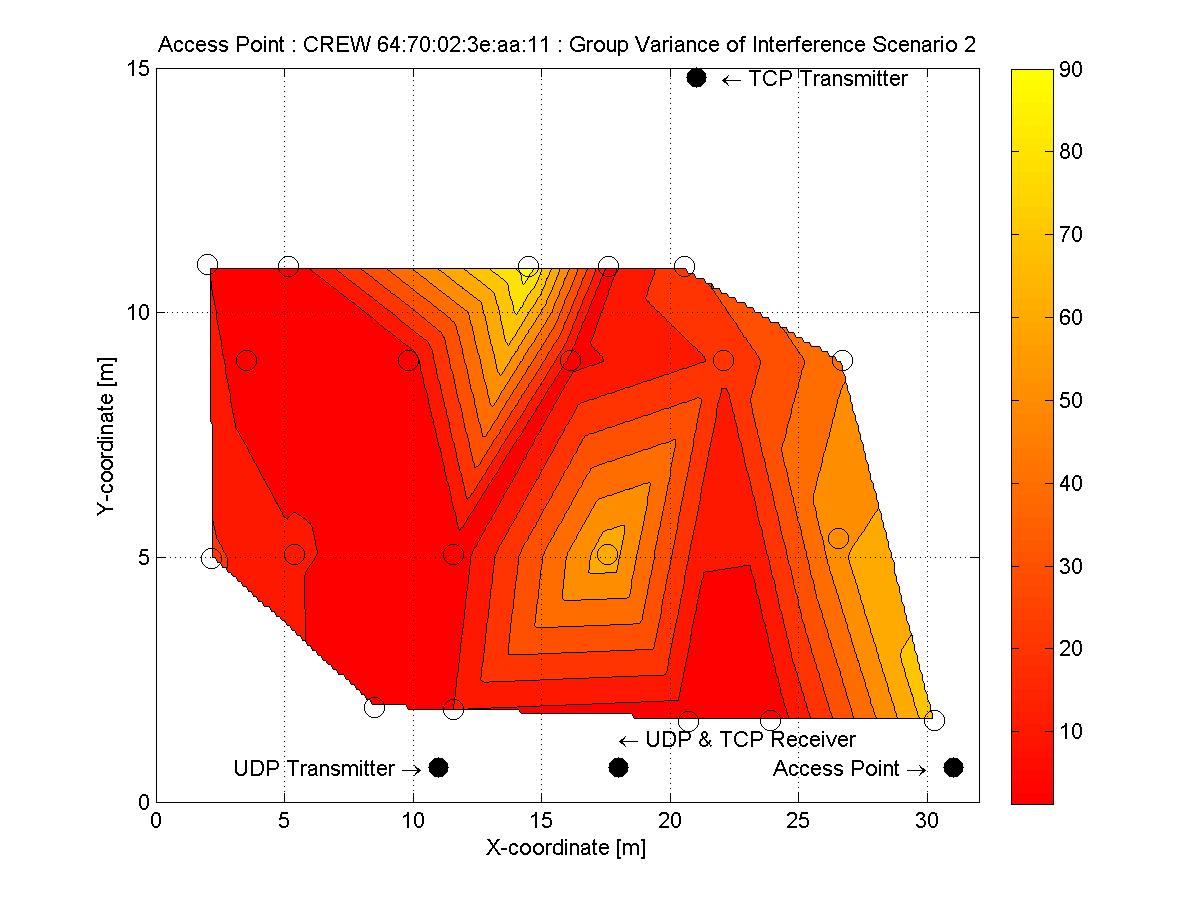 Access Point : CREW 64:70:02:3e:aa:11 : Group Variance of Interference Scenario 2
← TCP Transmitter
15
10
5
0
Y-coordinate [m]
← UDP & TCP Receiver
UDP Transmitter →
Access Point →
0 5 10 15 20 25 30
X-coordinate [m]
90
80
70
60
50
40
30
20
10